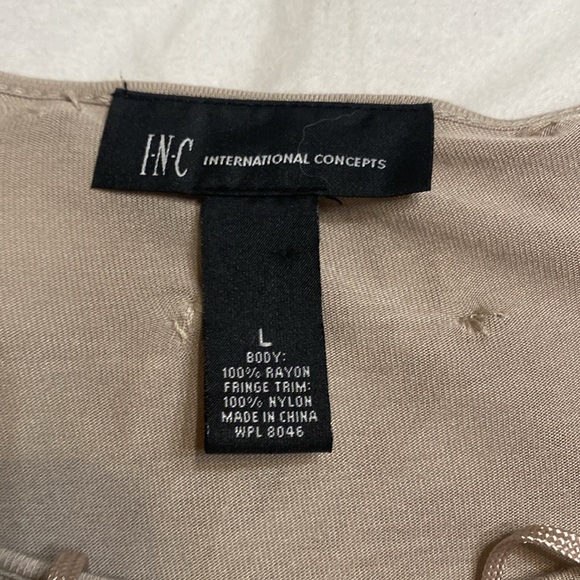 I·N·C INTERNATIONAL CONCEPTS
L
BODY:
100% RAYON
FRINGE TRIM:
100% NYLON
MADE IN CHINA
WPL 8046